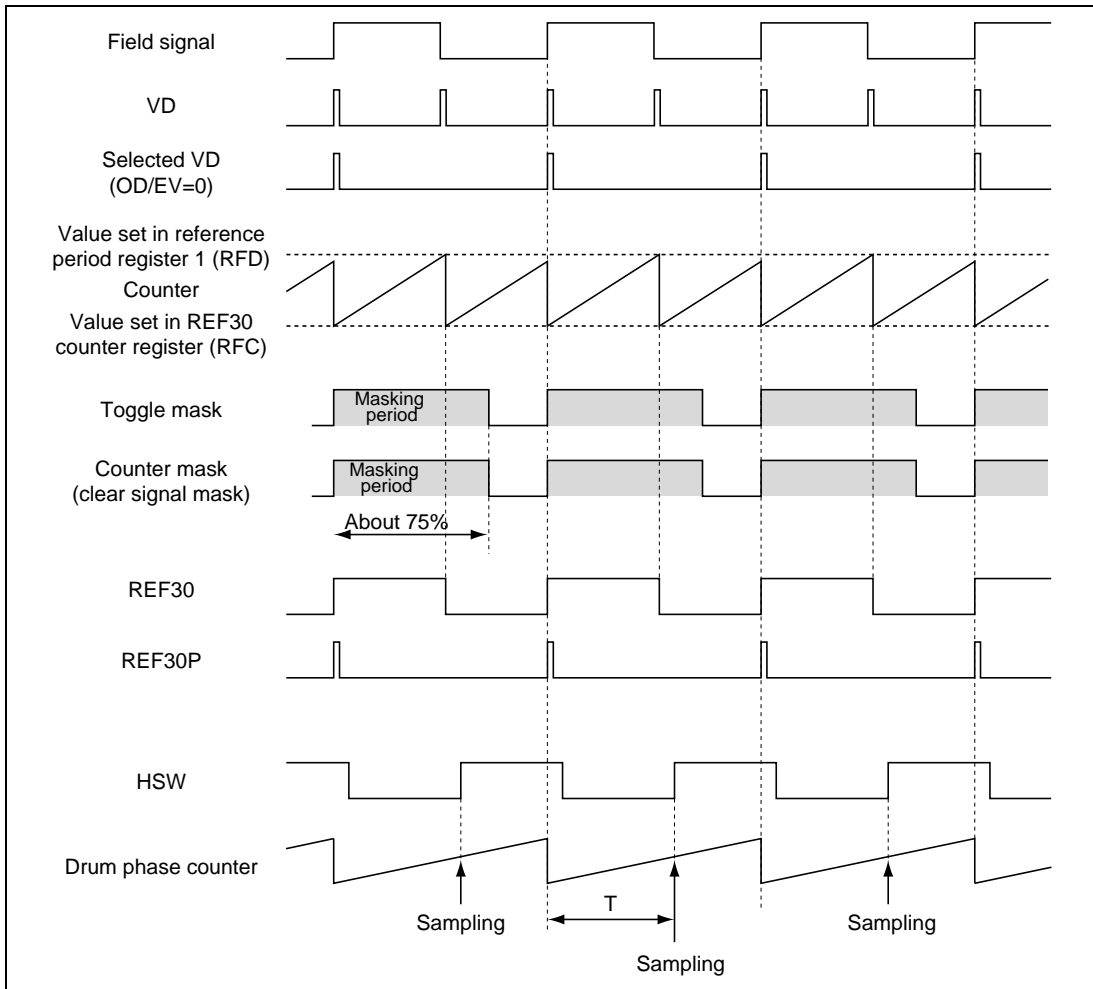 Field signal
VD
Selected VD
(OD/EV=0)
Value set in reference
period register 1 (RFD)
Counter
Value set in REF30
counter register (RFC)
Toggle mask
Masking
period
Counter mask
(clear signal mask)
Masking
period
About 75%
REF30
REF30P
HSW
Drum phase counter
Sampling
T
Sampling
Sampling